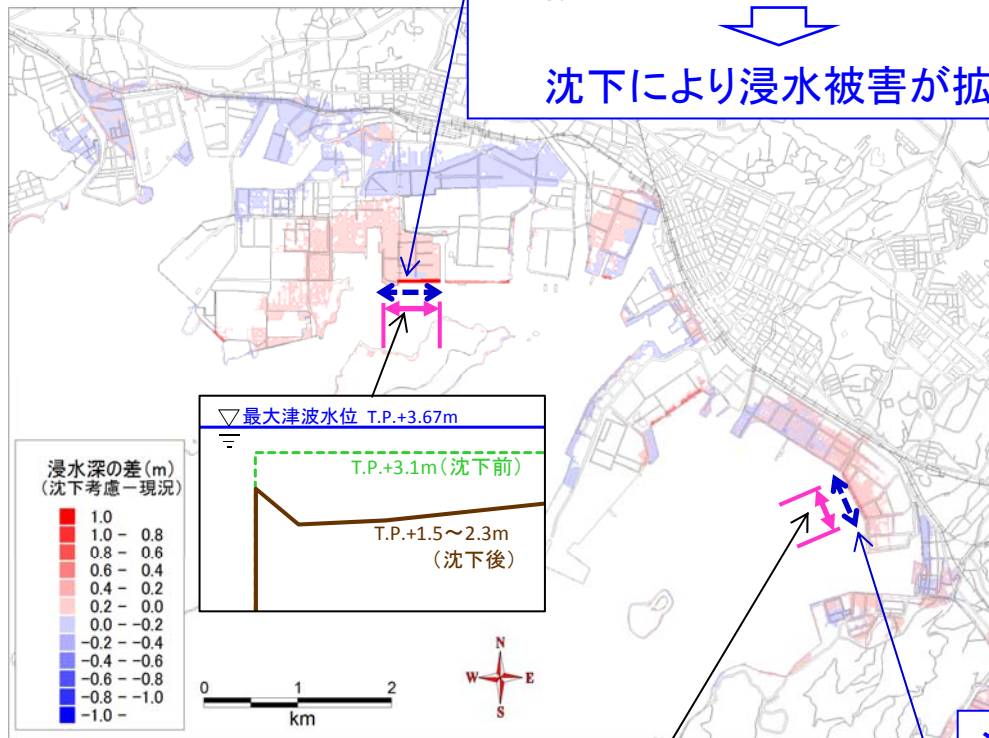 沈下により浸水被害が拡
最大津波水位 T.P.+3.67m
T.P.+3.1m(沈下前)
T.P.+1.5～2.3m
(沈下後)
浸水深の差(m)
(沈下考慮－現況)
1.0
1.0 - 0.8
0.8 - 0.6
0.6 - 0.4
0.4 - 0.2
0.2 - 0.0
0.0 - -0.2
-0.2 - -0.4
-0.4 - -0.6
-0.6 - -0.8
-0.8 - -1.0
-1.0 -
0 1 2
km
N
W E
S